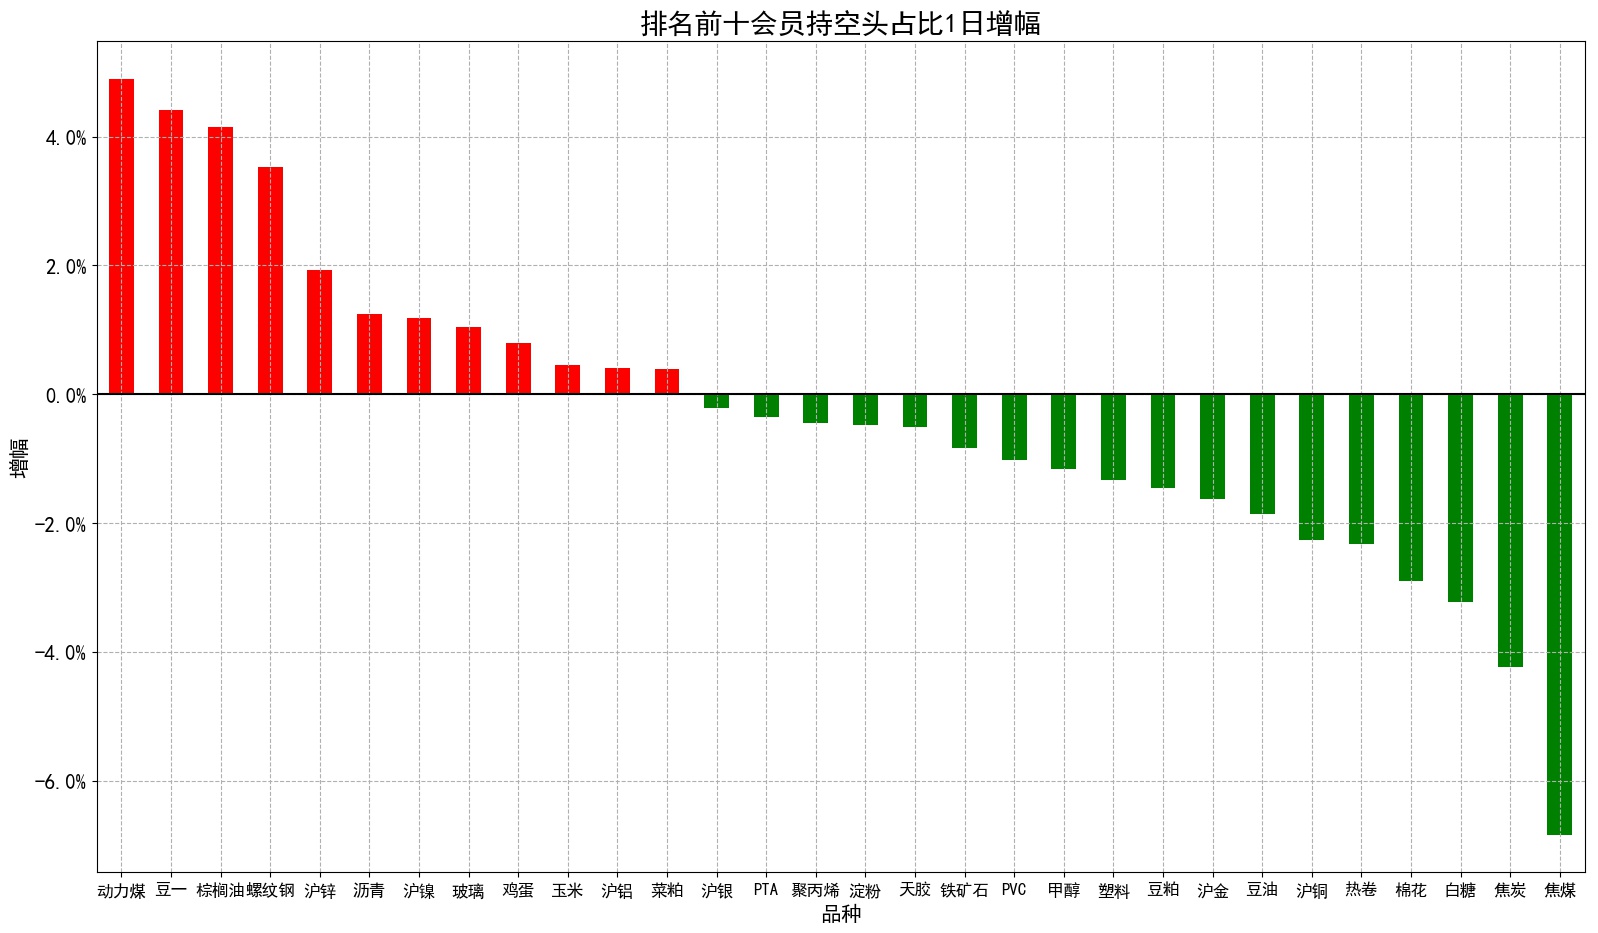 排名前十会员持空头占比1日增幅
增幅
4.0%
2.0%
0.0%
-2.0%
-4.0%
-6.0%
动力煤 豆一 棕榈油 螺纹钢 沪锌 沥青 沪镍 玻璃 鸡蛋 玉米 沪铝 菜粕 沪银 PTA 聚丙烯 淀粉 天胶 铁矿石 PVC 甲醇 塑料 豆粕 沪金 豆油 沪铜 热卷 棉花 白糖 焦炭 焦煤
品种